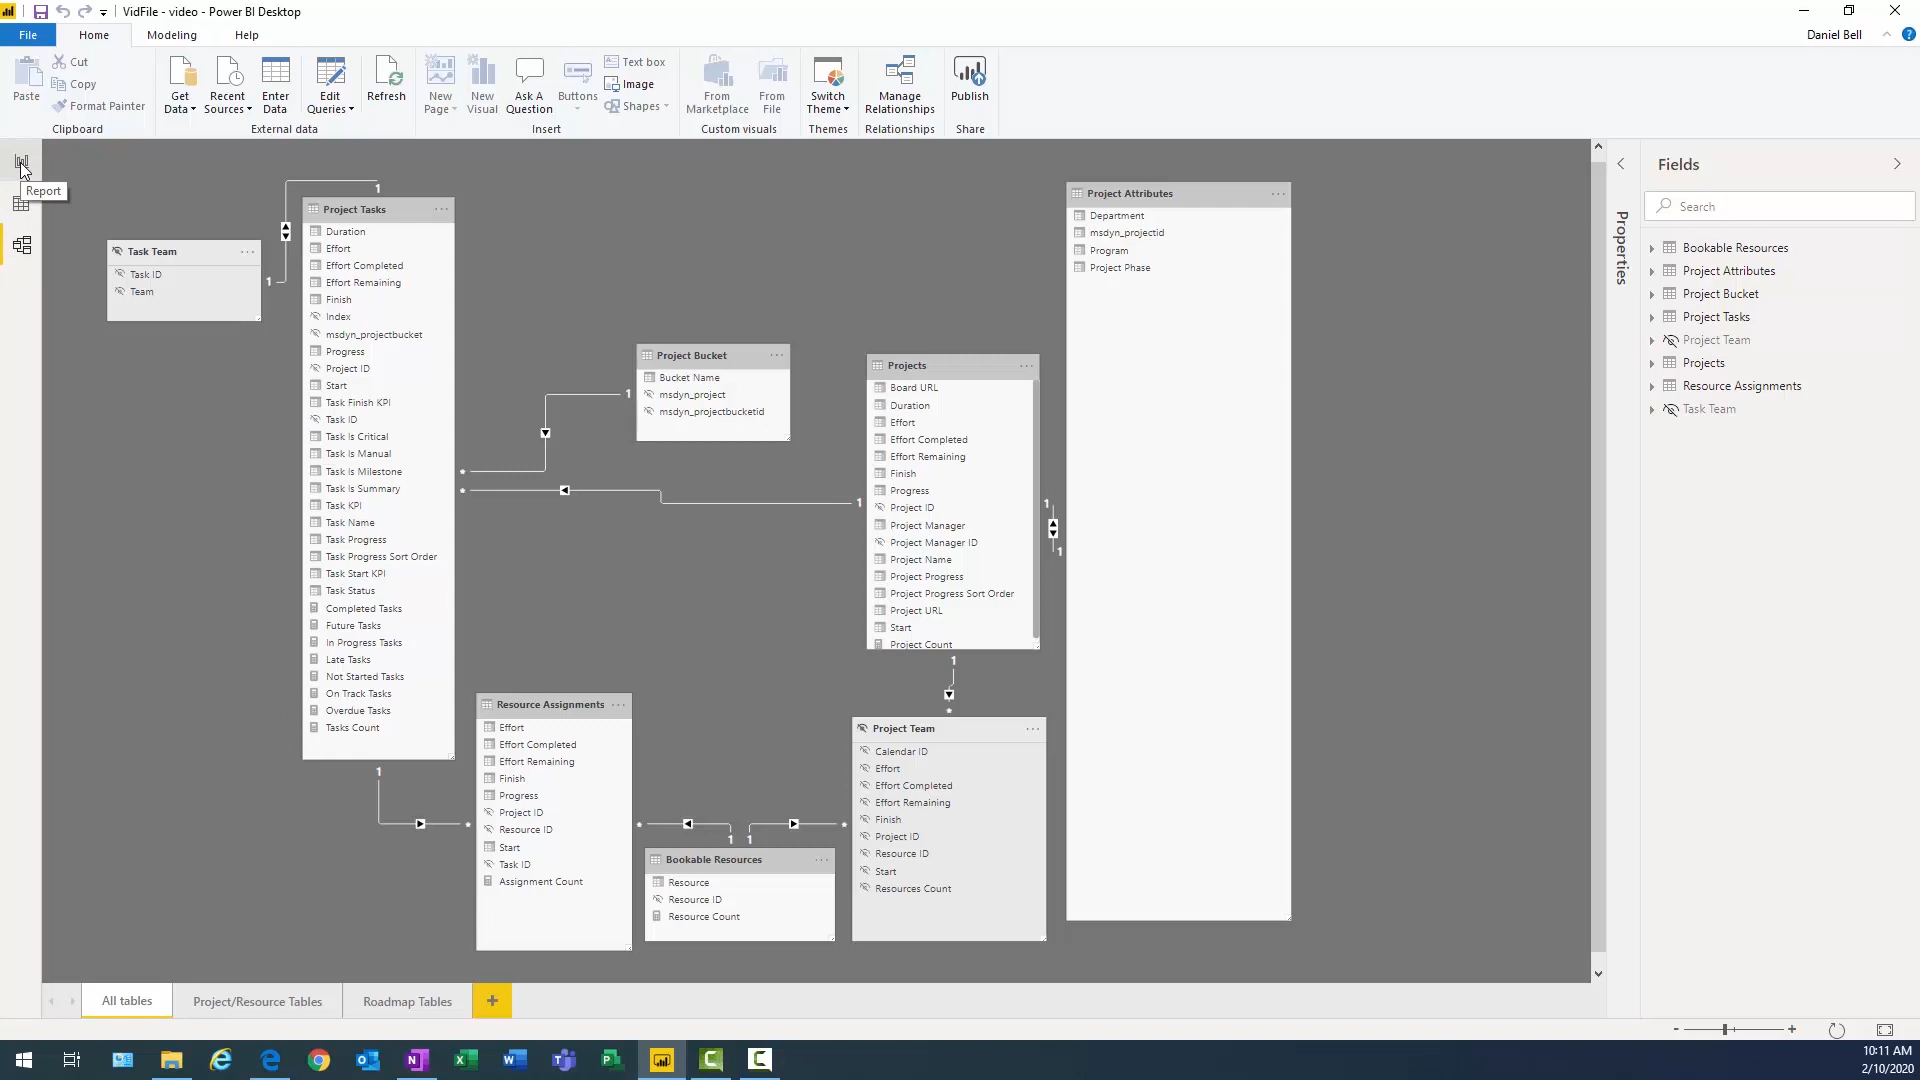 VidFile - video - Power BI Desktop
File
Home
Modeling
Help
Daniel Bell
Paste
Cut
Copy
Format Painter
Clipboard
Get Data
Recent Sources
Enter Data
Edit Queries
Refresh
External data
New Page
New Visual
Ask A Question
Buttons
Text box
Image
Shapes
Insert
From Marketplace
From File
Custom visuals
Switch Theme
Themes
Manage Relationships
Relationships
Publish
Share
Report
Task Team
Task ID
Team
1
1
Project Tasks
Duration
Effort
Effort Completed
Effort Remaining
Finish
Index
msdyn_projectbucket
Progress
Project ID
Start
Task Finish KPI
Task ID
Task Is Critical
Task Is Manual
Task Is Milestone
Task Is Summary
Task KPI
Task Name
Task Progress
Task Progress Sort Order
Task Start KPI
Task Status
Completed Tasks
Future Tasks
In Progress Tasks
Late Tasks
Not Started Tasks
On Track Tasks
Overdue Tasks
Tasks Count
1
*
*
Project Bucket
Bucket Name
msdyn_project
msdyn_projectbucketid
1
Projects
Board URL
Duration
Effort
Effort Completed
Effort Remaining
Finish
Progress
Project ID
Project Manager
Project Manager ID
Project Name
Project Progress
Project Progress Sort Order
Project URL
Start
Project Count
1
1
1
1
*
Project Attributes
Department
msdyn_projectid
Program
Project Phase
Resource Assignments
Effort
Effort Completed
Effort Remaining
Finish
Progress
Project ID
Resource ID
Start
Task ID
Assignment Count
*
*
1
1
*
Bookable Resources
Resource
Resource ID
Resource Count
Project Team
Calendar ID
Effort
Effort Completed
Effort Remaining
Finish
Project ID
Resource ID
Start
Resources Count
Properties
Fields
Search
Bookable Resources
Project Attributes
Project Bucket
Project Tasks
Project Team
Projects
Resource Assignments
Task Team
All tables
Project/Resource Tables
Roadmap Tables
+
- +
10:11 AM
2/10/2020